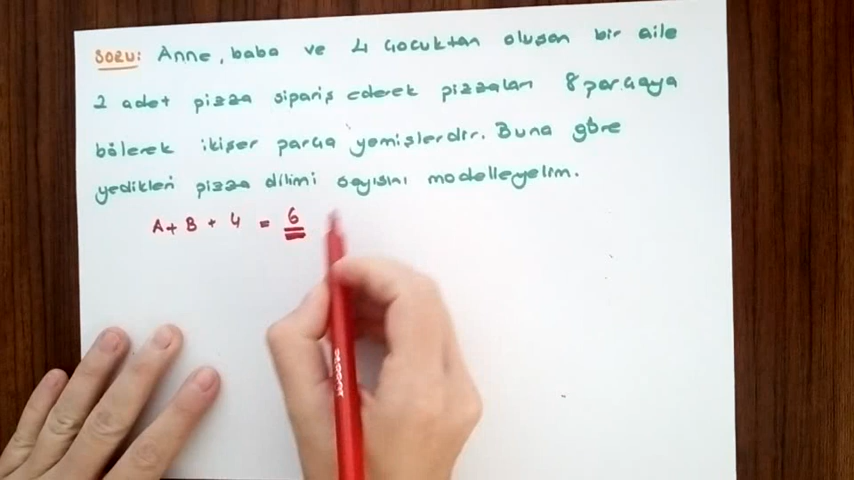 SORU: Anne, baba ve 4 çocuktan oluşan bir aile
2 adet pizza sipariş ederek pizzaları 8 parçaya
bölerek ikişer parça yemişlerdir. Buna göre
yedikleri pizza dilimi sayısını modelleyelim.
A+ B + 4 = 6